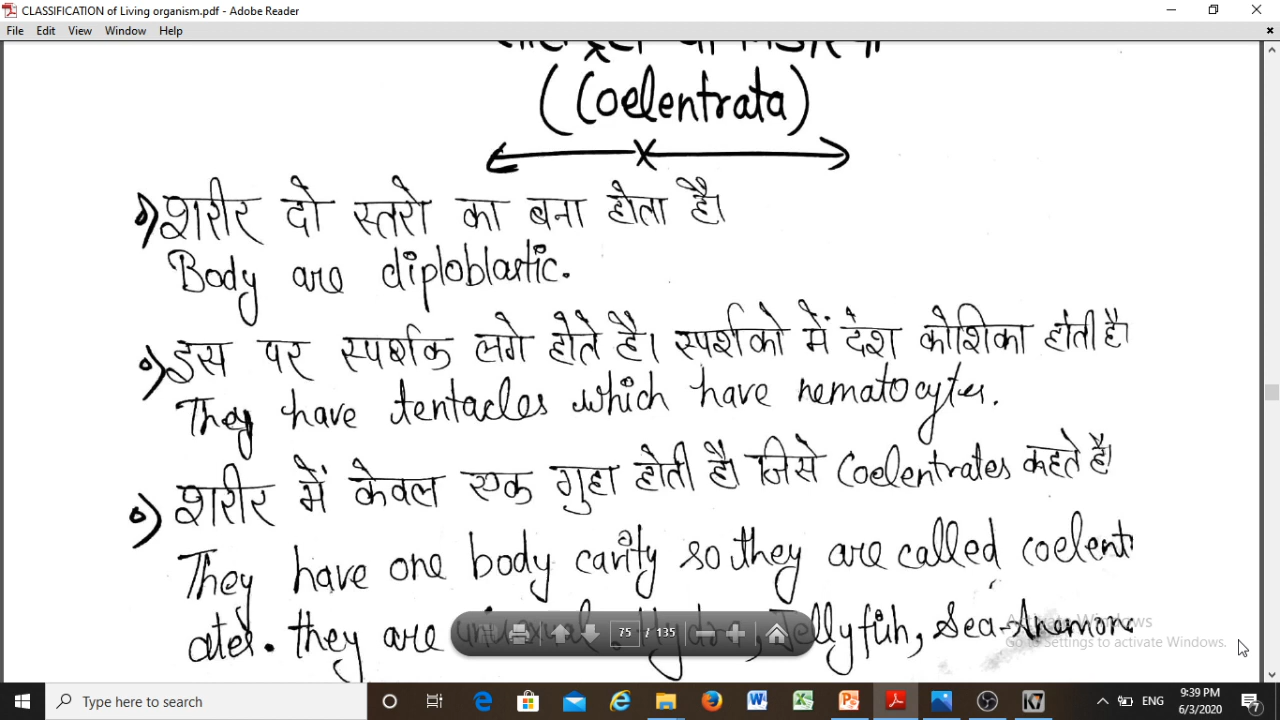 CLASSIFICATION of Living organism.pdf - Adobe Reader
File Edit View Window Help
(Coelentrata)
शरीर दो स्तरो का बना होता है।
Body are diploblastic.
इस पर स्पर्शक लगे होते है। स्पर्शको में देश कोशिका होती है।
They have tentacles which have nematocytes.
शरीर में केवल एक गुहा होती है। जिसे Coelentrates कहते है।
They have one body cavity so they are called coelent
ates. they are Jellyfish, Sea-Anemon
75 / 135
Activate Windows
Go to Settings to activate Windows.
Type here to search
ENG
9:39 PM
6/3/2020
7